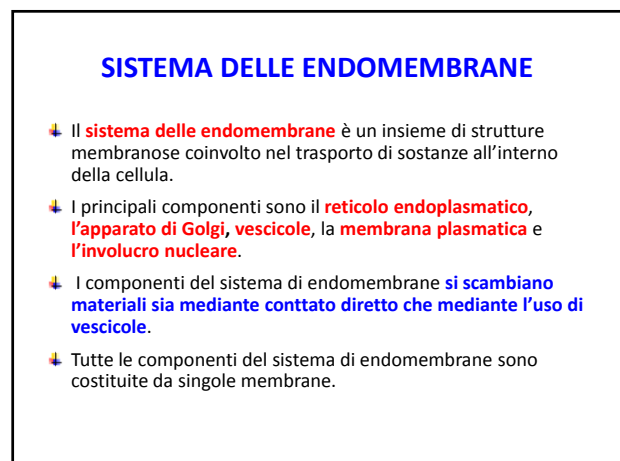 SISTEMA DELLE ENDOMEMBRANE
Il sistema delle endomembrane è un insieme di strutture
membranose coinvolto nel trasporto di sostanze all’interno
della cellula.
I principali componenti sono il reticolo endoplasmatico,
l’apparato di Golgi, vescicole, la membrana plasmatica e
l’involucro nucleare.
I componenti del sistema di endomembrane si scambiano
materiali sia mediante conttato diretto che mediante l’uso di
vescicole.
Tutte le componenti del sistema di endomembrane sono
costituite da singole membrane.